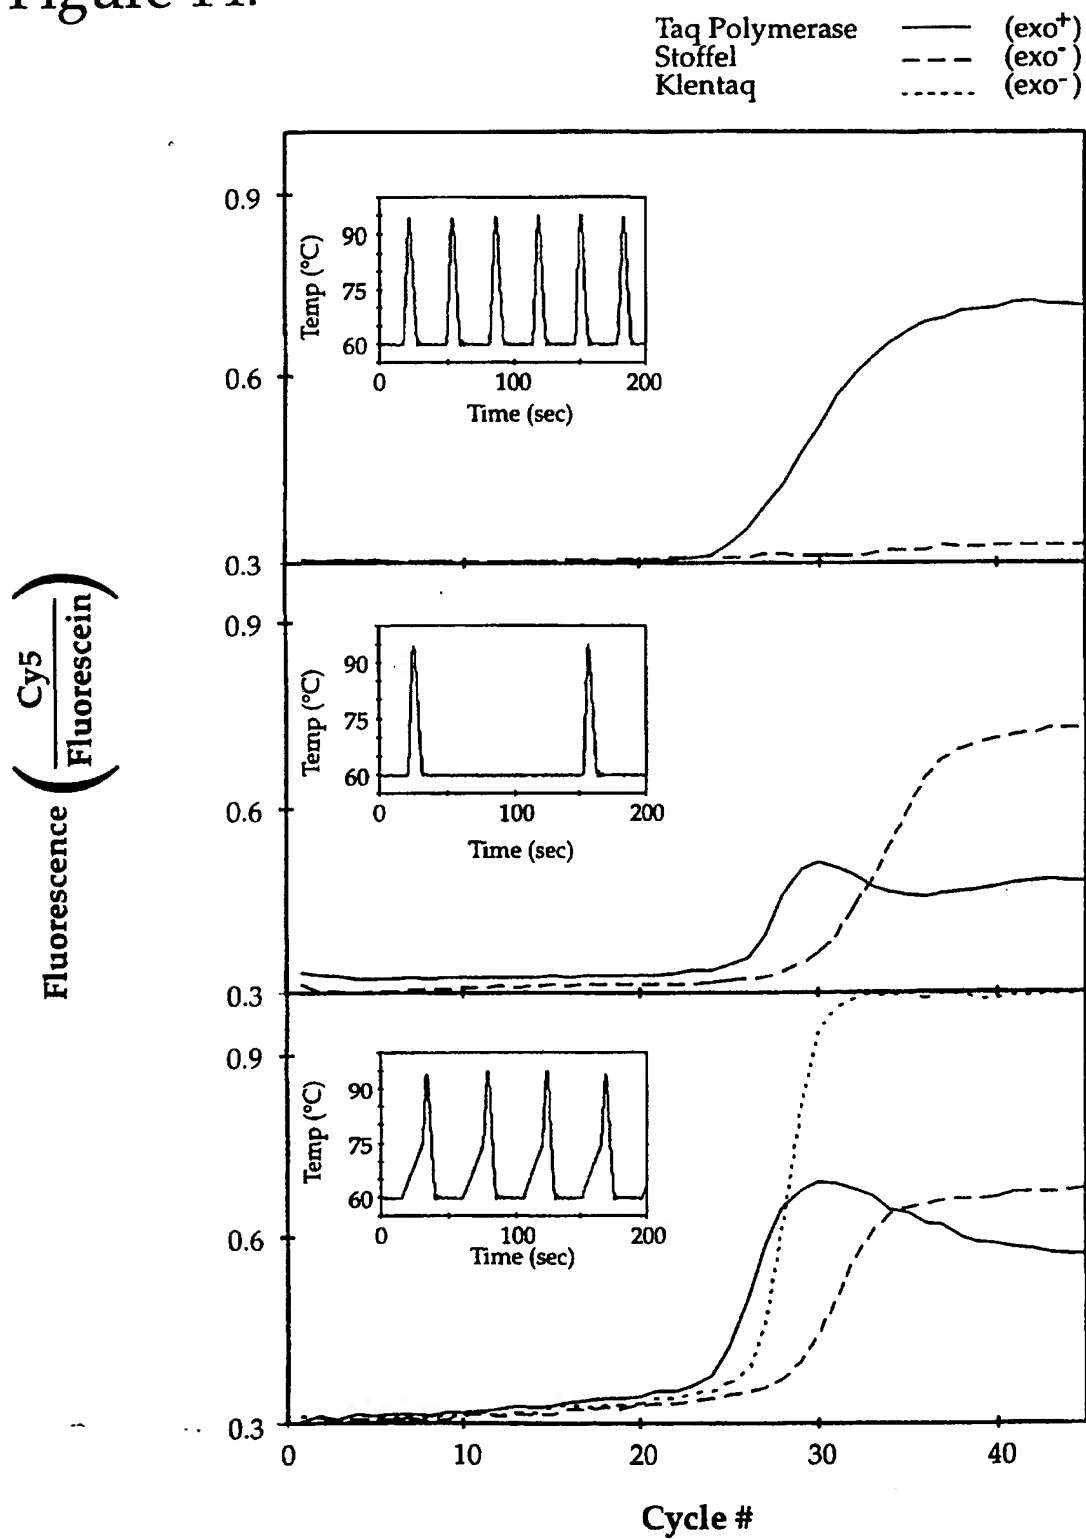 Figure 11.
Taq Polymerase (exo+)
Stoffel (exo-)
Klentaq (exo-)
Fluorescence (Cy5 / Fluorescein)
0.9
0.6
0.3
Temp (°C)
90
75
60
0 100 200
Time (sec)
0.9
0.6
0.3
Temp (°C)
90
75
60
0 100 200
Time (sec)
0.9
0.6
0.3
Temp (°C)
90
75
60
0 100 200
Time (sec)
0 10 20 30 40
Cycle #